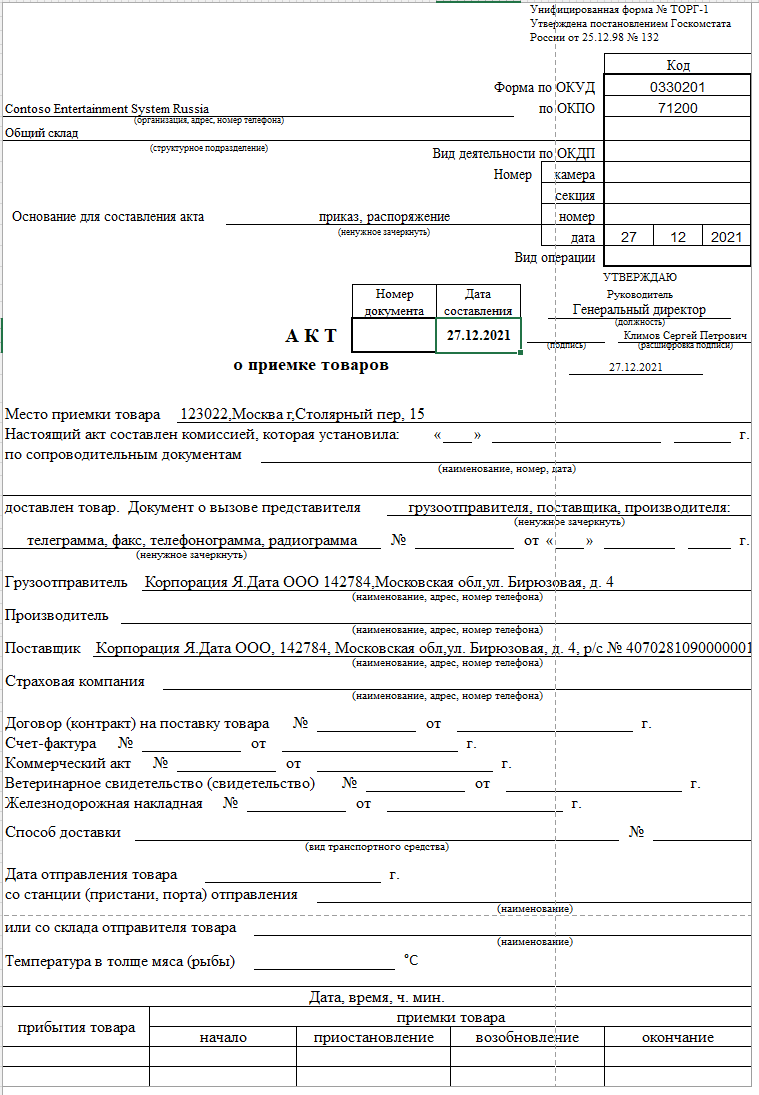 Унифицированная форма № ТОРГ-1
Утверждена постановлением Госкомстата
России от 25.12.98 № 132
Код
Форма по ОКУД 0330201
Contoso Entertainment System Russia по ОКПО 71200
(организация, адрес, номер телефона)
Общий склад
(структурное подразделение) Вид деятельности по ОКДП
Номер камера
секция
Основание для составления акта приказ, распоряжение номер
(ненужное зачеркнуть)
дата 27 12 2021
Вид операции
УТВЕРЖДАЮ
Номер документа Дата составления
Руководитель
Генеральный директор
(должность)
А К Т 27.12.2021
Климов Сергей Петрович
(подпись) (расшифровка подписи)
о приемке товаров 27.12.2021
Место приемки товара 123022,Москва г,Столярный пер, 15
Настоящий акт составлен комиссией, которая установила: « » г.
по сопроводительным документам
(наименование, номер, дата)
доставлен товар. Документ о вызове представителя грузоотправителя, поставщика, производителя:
(ненужное зачеркнуть)
телеграмма, факс, телефонограмма, радиограмма № от « » г.
(ненужное зачеркнуть)
Грузоотправитель Корпорация Я.Дата ООО 142784,Московская обл,ул. Бирюзовая, д. 4
(наименование, адрес, номер телефона)
Производитель
(наименование, адрес, номер телефона)
Поставщик Корпорация Я.Дата ООО, 142784, Московская обл,ул. Бирюзовая, д. 4, р/с № 4070281090000001
(наименование, адрес, номер телефона)
Страховая компания
(наименование, адрес, номер телефона)
Договор (контракт) на поставку товара № от г.
Счет-фактура № от г.
Коммерческий акт № от г.
Ветеринарное свидетельство (свидетельство) № от г.
Железнодорожная накладная № от г.
Способ доставки №
(вид транспортного средства)
Дата отправления товара г.
со станции (пристани, порта) отправления
(наименование)
или со склада отправителя товара
(наименование)
Температура в толще мяса (рыбы) °C
Дата, время, ч. мин.
прибытия товара приемки товара
начало приостановление возобновление окончание